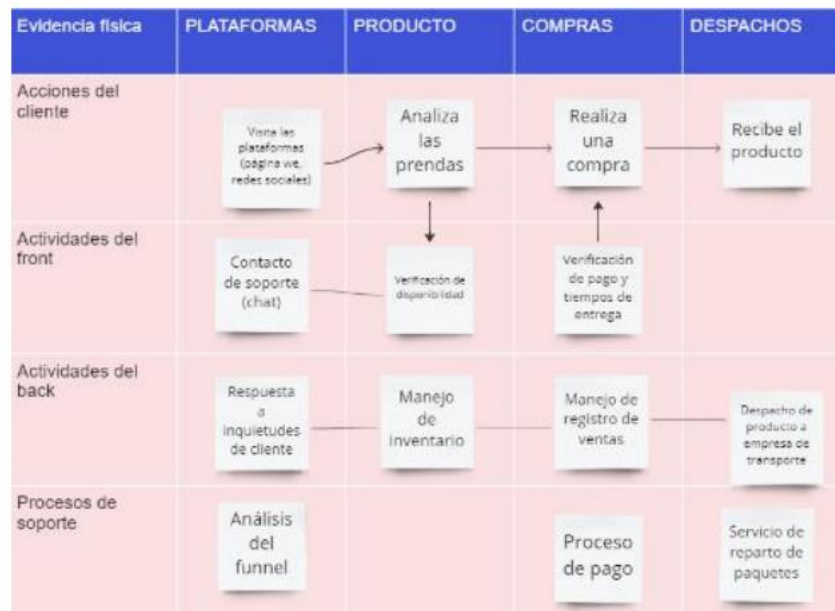 Evidencia física
PLATAFORMAS
PRODUCTO
COMPRAS
DESPACHOS
Acciones del
cliente
Visita las
plataformas
(página we,
redes sociales)
Analiza
las
prendas
Realiza
una
compra
Recibe el
producto
Actividades del
front
Contacto
de soporte
(chat)
Verificación de
disponibilidad
Verificación
de pago y
tiempos de
entrega
Actividades del
back
Respuesta
a
inquietudes
de cliente
Manejo
de
inventario
Manejo de
registro de
ventas
Despacho de
producto a
empresa de
transporte
Procesos de
soporte
Análisis
del
funnel
Proceso
de pago
Servicio de
reparto de
paquetes